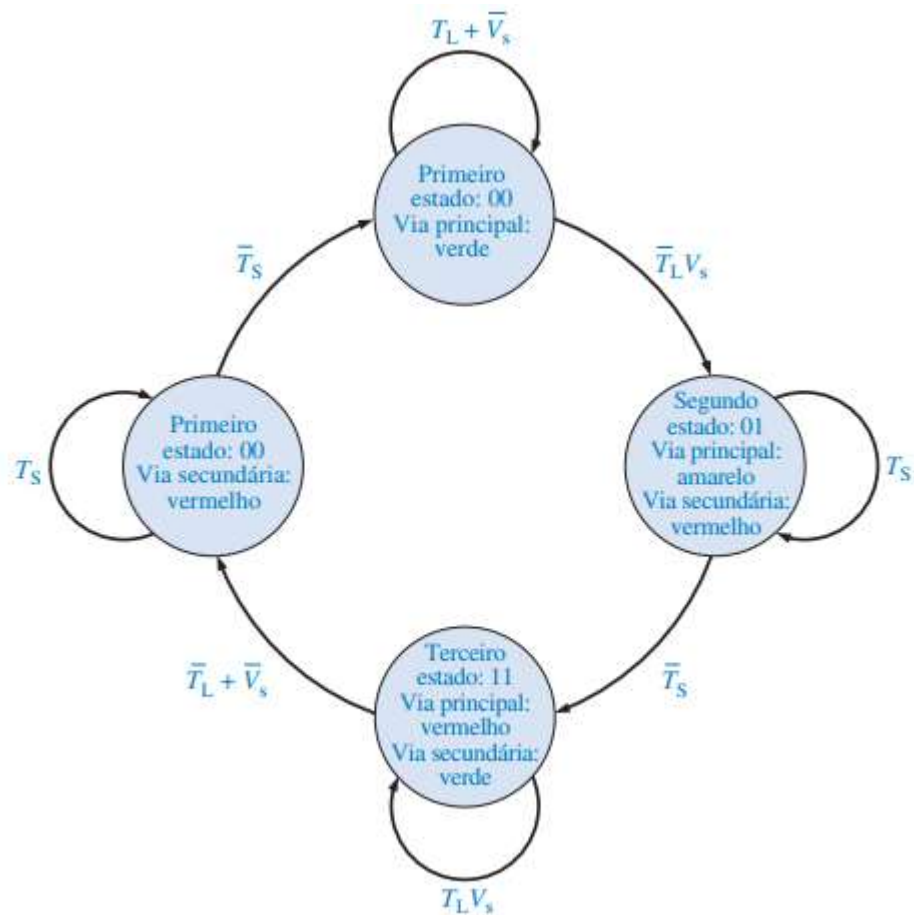 T_L + V̅_s
Primeiro
estado: 00
Via principal:
verde
T̅_S
T̅_L V_s
Primeiro
estado: 00
Via secundária:
vermelho
T_S
Segundo
estado: 01
Via principal:
amarelo
Via secundária:
vermelho
T_S
T̅_L + V̅_s
Terceiro
estado: 11
Via principal:
vermelho
Via secundária:
verde
T̅_S
T_L V_s